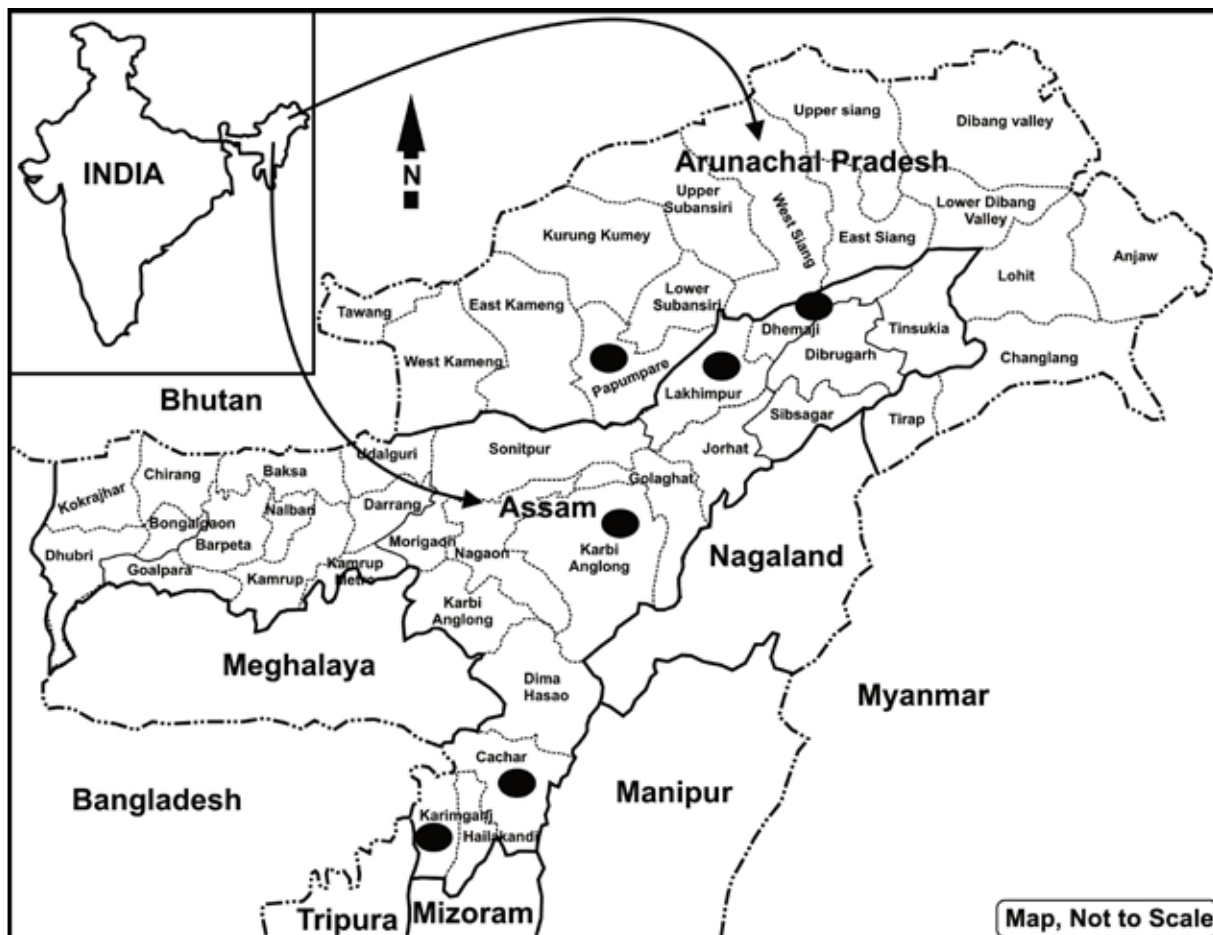 INDIA
N
Upper siang
Dibang valley
Arunachal Pradesh
Upper
Subansiri
West Siang
Lower Dibang
Valley
East Siang
Kurung Kumey
Anjaw
Lohit
Lower
Subansiri
East Kameng
Tawang
Dhemaji
Tinsukia
Dibrugarh
West Kameng
Papumpare
Lakhimpur
Changlang
Bhutan
Sibsagar
Tirap
Jorhat
Sonitpur
Udalguri
Chirang
Baksa
Golaghat
Kokrajhar
Darrang
Nalban
Assam
Bongalgaon
Barpeta
Morigaon
Nagaon
Karbi
Anglong
Nagaland
Dhubri
Goalpara
Kamrup
Kamrup
Metro
Karbi
Anglong
Meghalaya
Dima
Hasao
Myanmar
Cachar
Bangladesh
Manipur
Karimganj
Hailakandi
Tripura
Mizoram
Map, Not to Scale